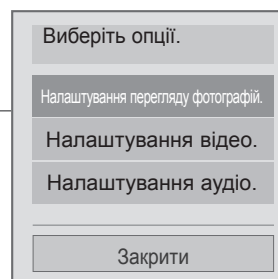 Виберіть опції.
Налаштування перегляду фотографій.
Налаштування відео.
Налаштування аудіо.
Закрити